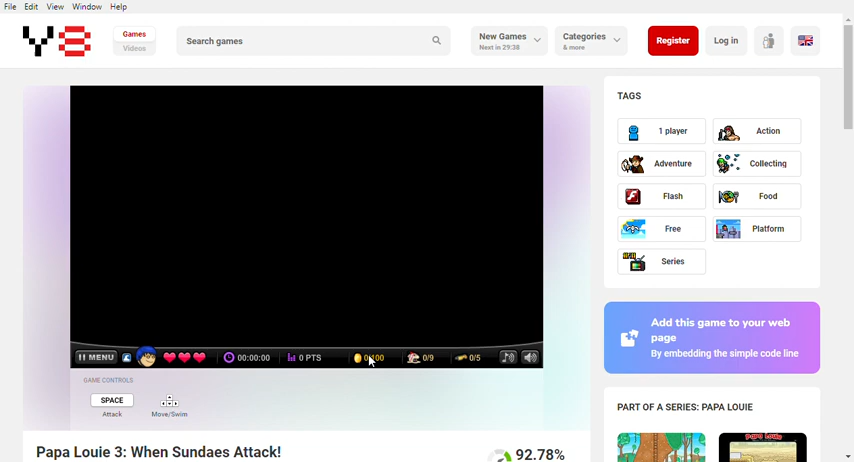 File Edit View Window Help
Y8
Games
Videos
Search games
New Games
Next in 29:38
Categories
& more
Register
Log in
TAGS
1 player
Action
Adventure
Collecting
Flash
Food
Free
Platform
Series
MENU
00:00:00
0 PTS
0/100
0/9
0/5
GAME CONTROLS
SPACE
Attack
Move/Swim
Add this game to your web
page
By embedding the simple code line
PART OF A SERIES: PAPA LOUIE
Papa Louie 3: When Sundaes Attack!
92.78%